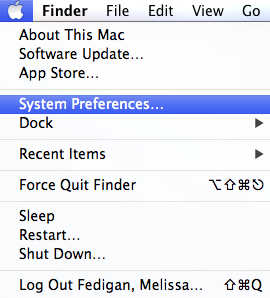 Finder File Edit View Go
About This Mac
Software Update...
App Store...
System Preferences...
Dock
Recent Items
Force Quit Finder ⌥⇧⌘⎋
Sleep
Restart...
Shut Down...
Log Out Fedigan, Melissa... ⇧⌘Q